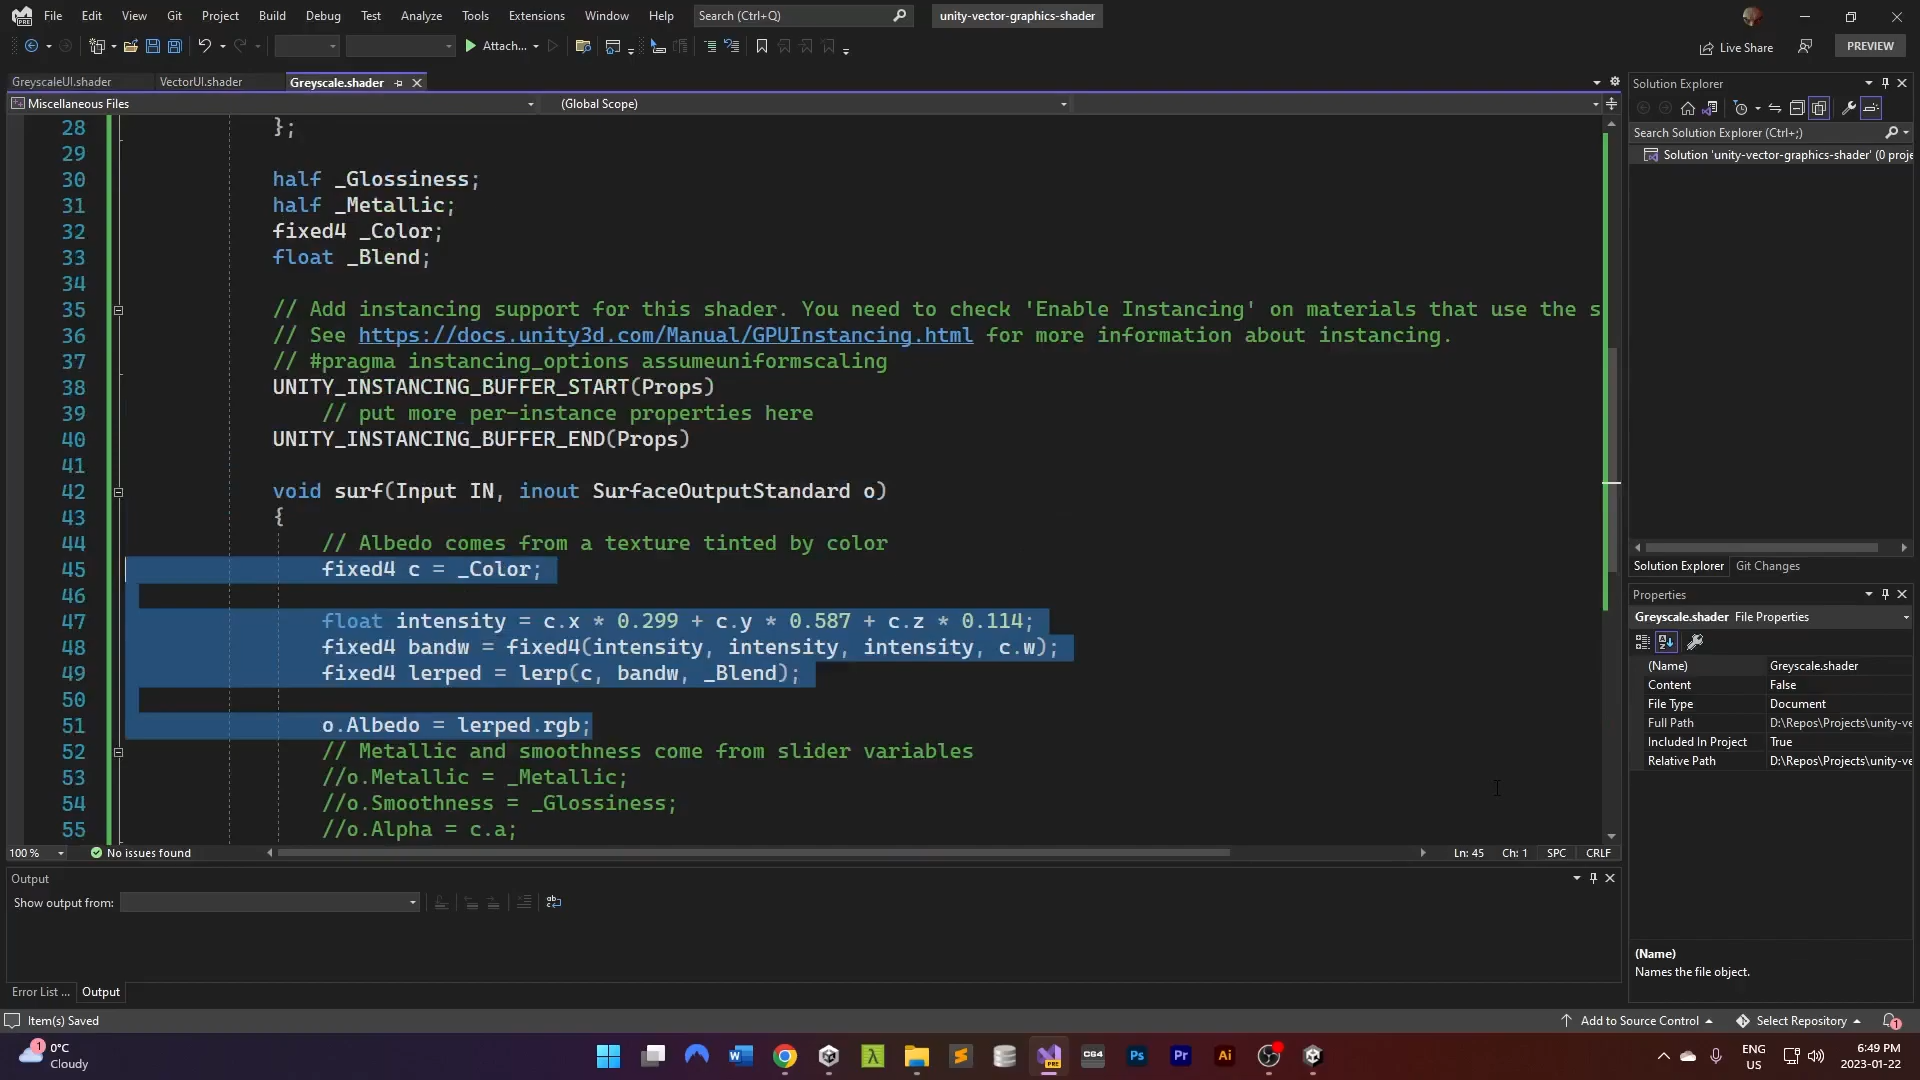 File Edit View Git Project Build Debug Test Analyze Tools Extensions Window Help Search (Ctrl+Q) unity-vector-graphics-shader
Attach... Live Share PREVIEW
GreyscaleUI.shader VectorUI.shader Greyscale.shader
Miscellaneous Files (Global Scope)
28 };
29
30 half _Glossiness;
31 half _Metallic;
32 fixed4 _Color;
33 float _Blend;
34
35 // Add instancing support for this shader. You need to check 'Enable Instancing' on materials that use the s
36 // See https://docs.unity3d.com/Manual/GPUInstancing.html for more information about instancing.
37 // #pragma instancing_options assumeuniformscaling
38 UNITY_INSTANCING_BUFFER_START(Props)
39 // put more per-instance properties here
40 UNITY_INSTANCING_BUFFER_END(Props)
41
42 void surf(Input IN, inout SurfaceOutputStandard o)
43 {
44 // Albedo comes from a texture tinted by color
45 fixed4 c = _Color;
46
47 float intensity = c.x * 0.299 + c.y * 0.587 + c.z * 0.114;
48 fixed4 bandw = fixed4(intensity, intensity, intensity, c.w);
49 fixed4 lerped = lerp(c, bandw, _Blend);
50
51 o.Albedo = lerped.rgb;
52 // Metallic and smoothness come from slider variables
53 //o.Metallic = _Metallic;
54 //o.Smoothness = _Glossiness;
55 //o.Alpha = c.a;
100 % No issues found Ln: 45 Ch: 1 SPC CRLF
Output
Show output from:
Error List ... Output
Item(s) Saved Add to Source Control Select Repository 1
Solution Explorer
Search Solution Explorer (Ctrl+;)
Solution 'unity-vector-graphics-shader' (0 proje
Solution Explorer Git Changes
Properties
Greyscale.shader File Properties
(Name) Greyscale.shader
Content False
File Type Document
Full Path D:\Repos\Projects\unity-ve
Included In Project True
Relative Path D:\Repos\Projects\unity-ve
(Name)
Names the file object.
1 0°C
Cloudy
PRE CG4 Ps Pr Ai
ENG
US
6:49 PM
2023-01-22